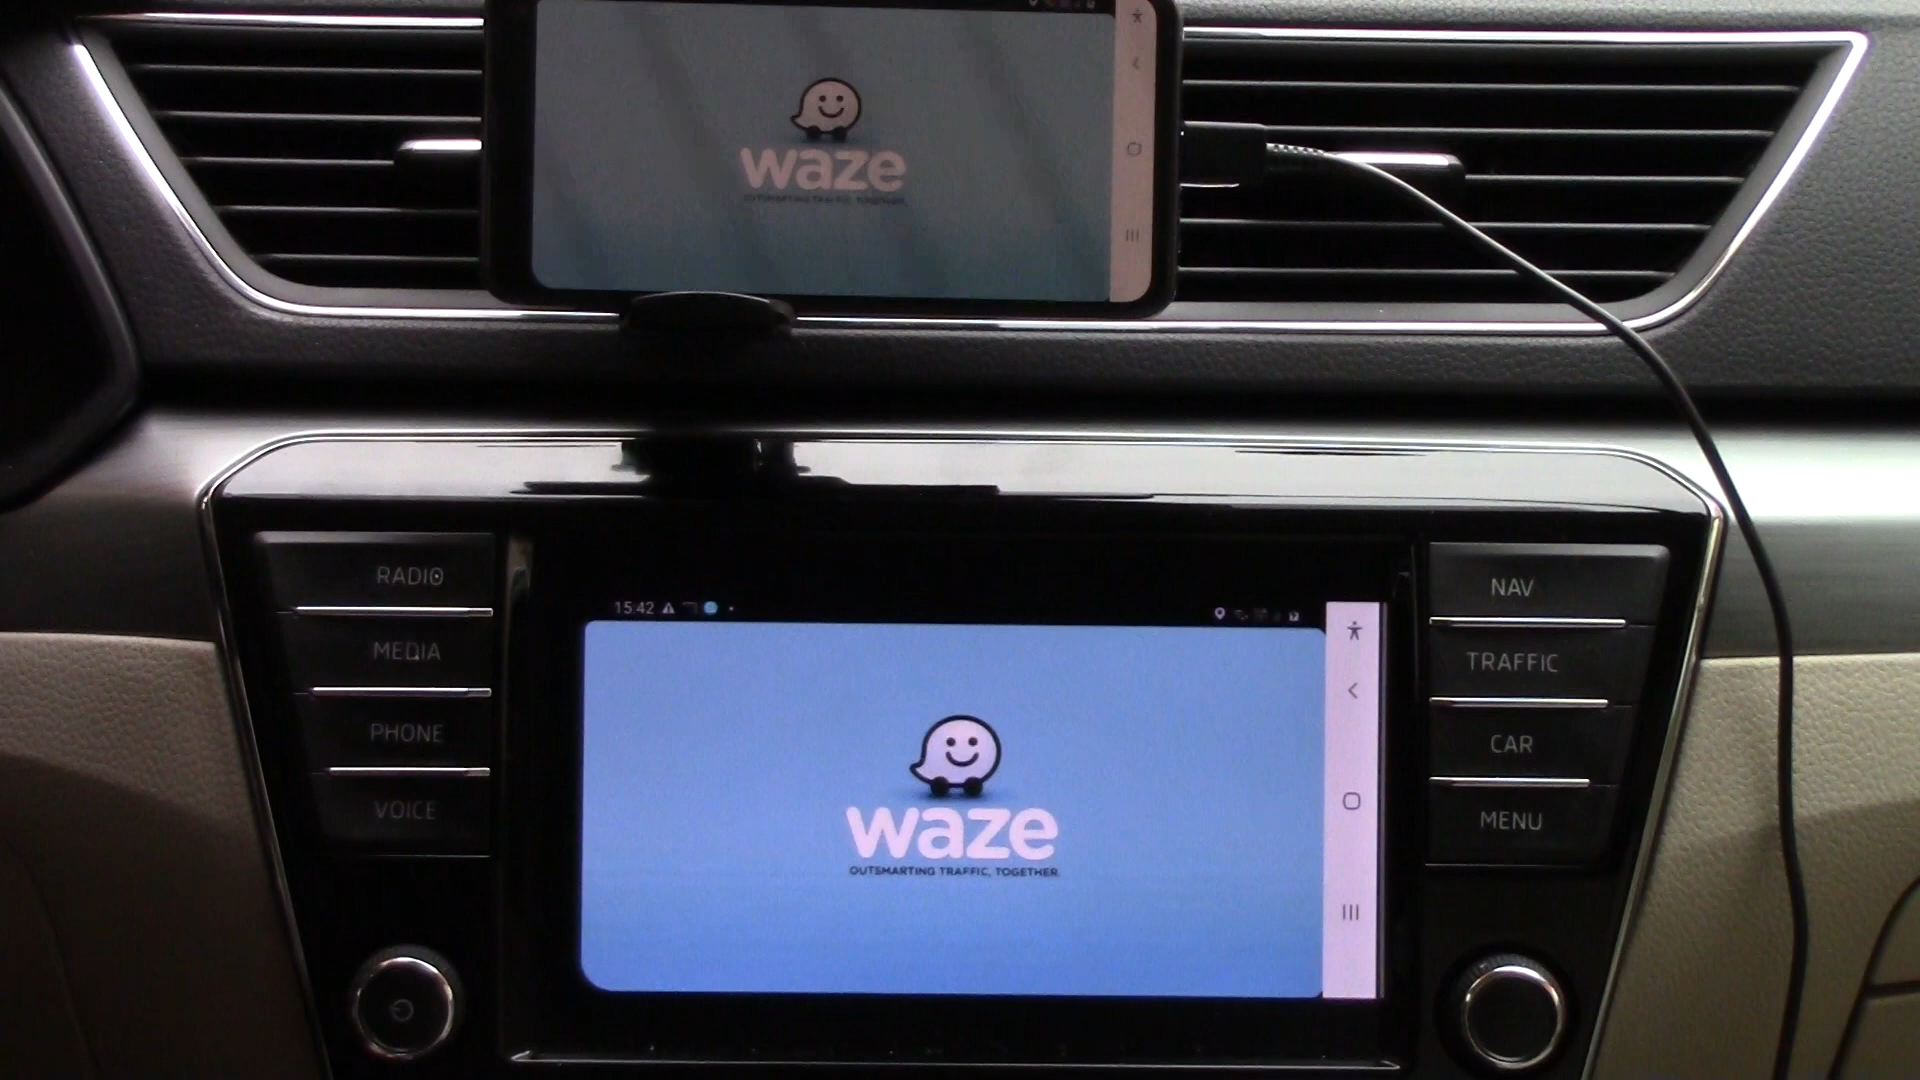 waze
OUTSMARTING TRAFFIC, TOGETHER.
RADIO
MEDIA
PHONE
VOICE
15.42
waze
OUTSMARTING TRAFFIC, TOGETHER.
NAV
TRAFFIC
CAR
MENU